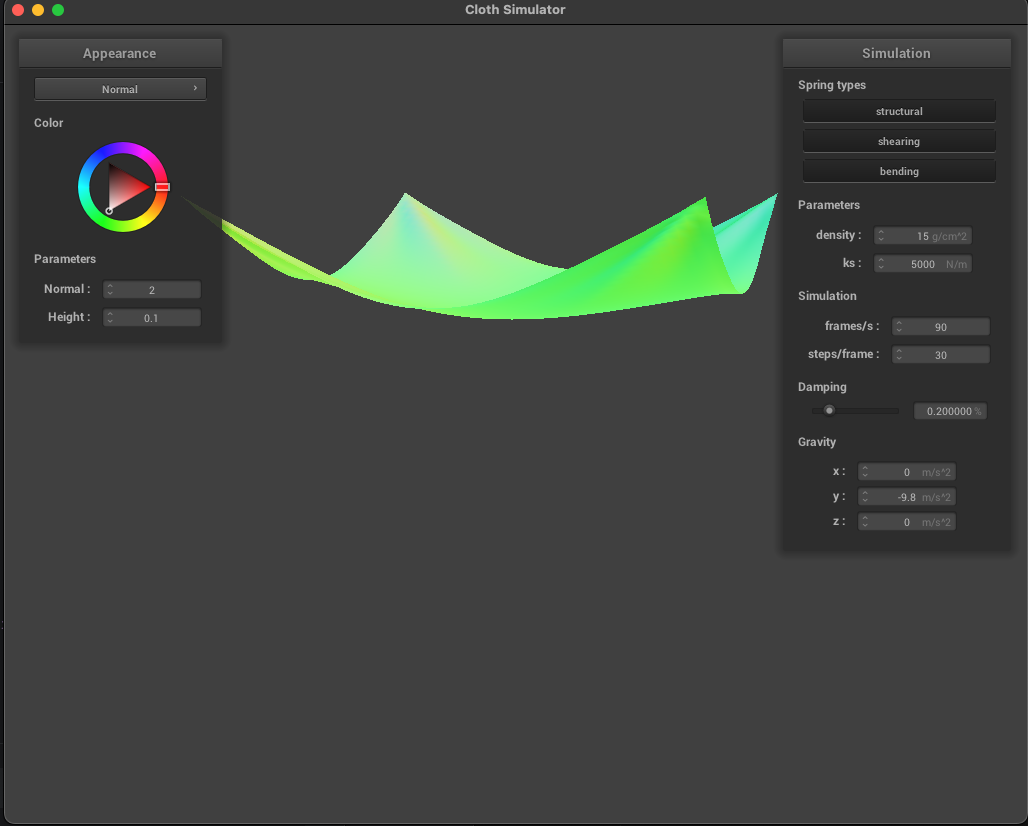 Cloth Simulator
Appearance
Normal
Color
Parameters
Normal : 2
Height : 0.1
Simulation
Spring types
structural
shearing
bending
Parameters
density : 15 g/cm^2
ks : 5000 N/m
Simulation
frames/s : 90
steps/frame : 30
Damping
0.200000 %
Gravity
x : 0 m/s^2
y : -9.8 m/s^2
z : 0 m/s^2